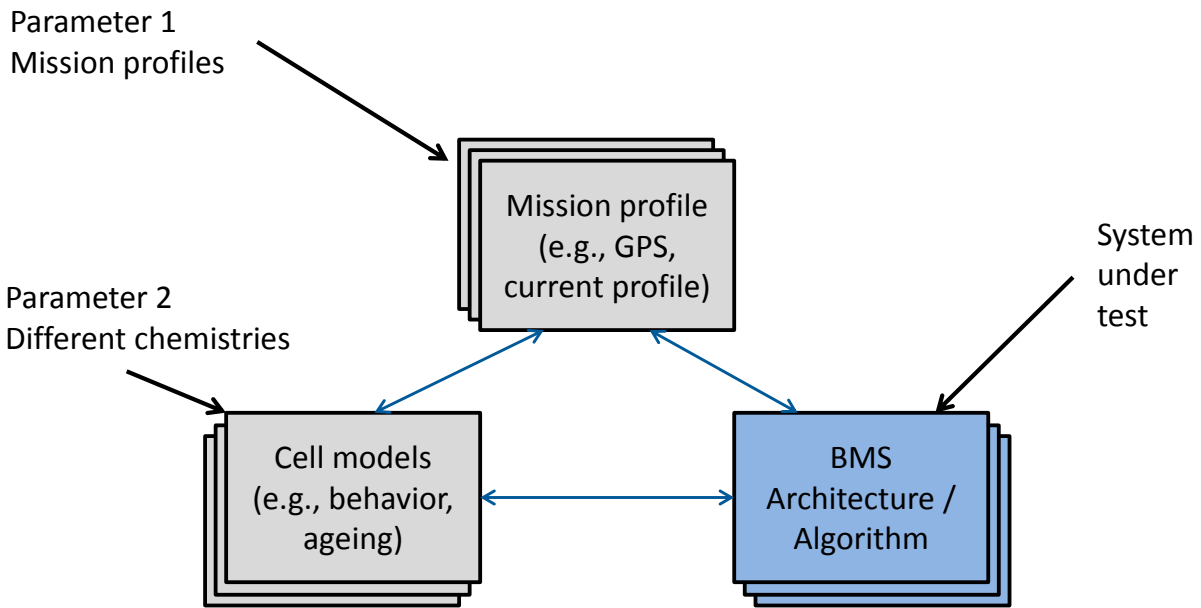 Parameter 1
Mission profiles
Mission profile
(e.g., GPS,
current profile)
System
under
test
Parameter 2
Different chemistries
Cell models
(e.g., behavior,
ageing)
BMS
Architecture /
Algorithm